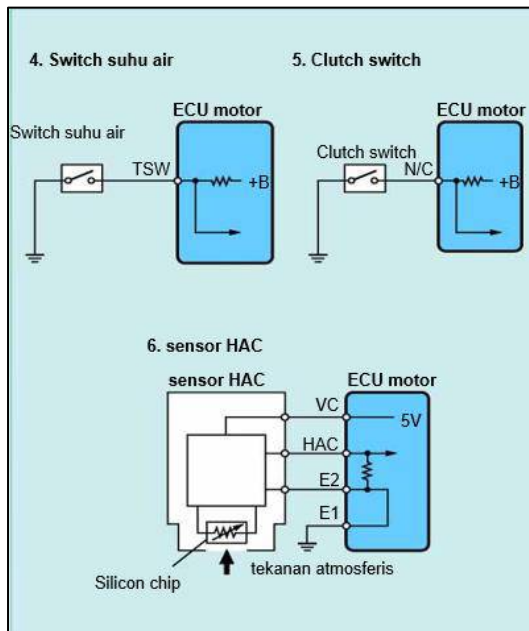 4. Switch suhu air
5. Clutch switch
ECU motor
Switch suhu air
TSW
+B
ECU motor
Clutch switch
N/C
+B
6. sensor HAC
sensor HAC
ECU motor
VC
5V
HAC
E2
E1
Silicon chip
tekanan atmosferis